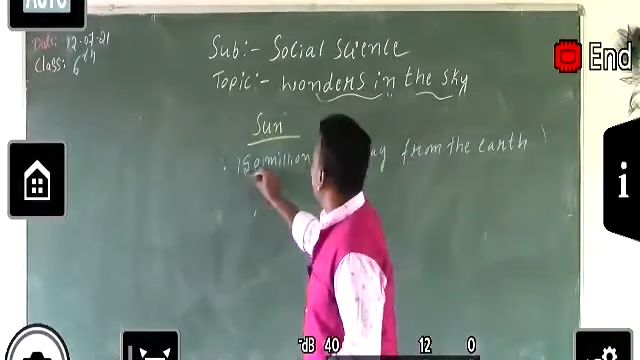 AUTO
Date: 12-07-21
Class: 6th
Sub:- Social Science
Topic:- wonders in the sky
Sun
150 million ay from the earth
End
i
-dB 40 12 0